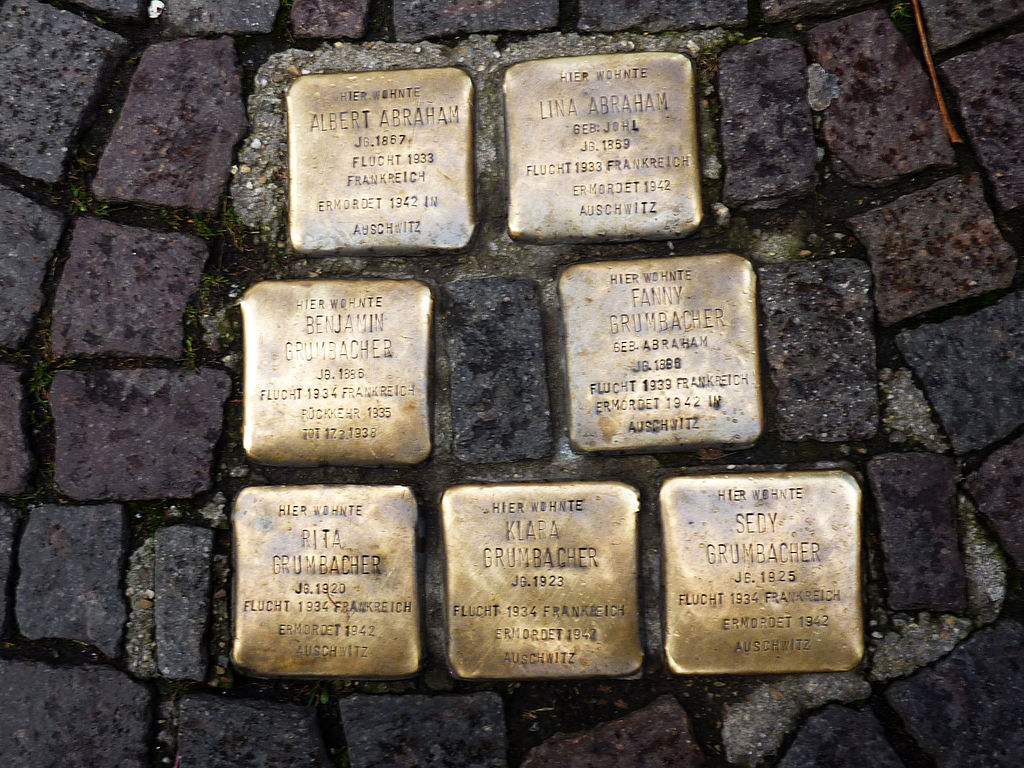 HIER WOHNTE
ALBERT ABRAHAM
JG. 1867
FLUCHT 1933
FRANKREICH
ERMORDET 1942 IN
AUSCHWITZ
HIER WOHNTE
LINA ABRAHAM
GEB. JOHL
JG. 1869
FLUCHT 1933 FRANKREICH
ERMORDET 1942
AUSCHWITZ
HIER WOHNTE
BENJAMIN
GRUMBACHER
JG. 1886
FLUCHT 1934 FRANKREICH
RÜCKKEHR 1935
TOT 17.2.1938
HIER WOHNTE
FANNY
GRUMBACHER
GEB. ABRAHAM
JG.
FLUCHT 1939 FRANKREICH
ERMORDET 1942 IN
AUSCHWITZ
HIER WOHNTE
RITA
GRUMBACHER
JG. 1920
FLUCHT 1934 FRANKREICH
ERMORDET 1942
AUSCHWITZ
HIER WOHNTE
KLARA
GRUMBACHER
JG. 1923
FLUCHT 1934 FRANKREICH
ERMORDET 1942
AUSCHWITZ
HIER WOHNTE
SEDY
GRUMBACHER
JG. 1925
FLUCHT 1934 FRANKREICH
ERMORDET 1942
AUSCHWITZ